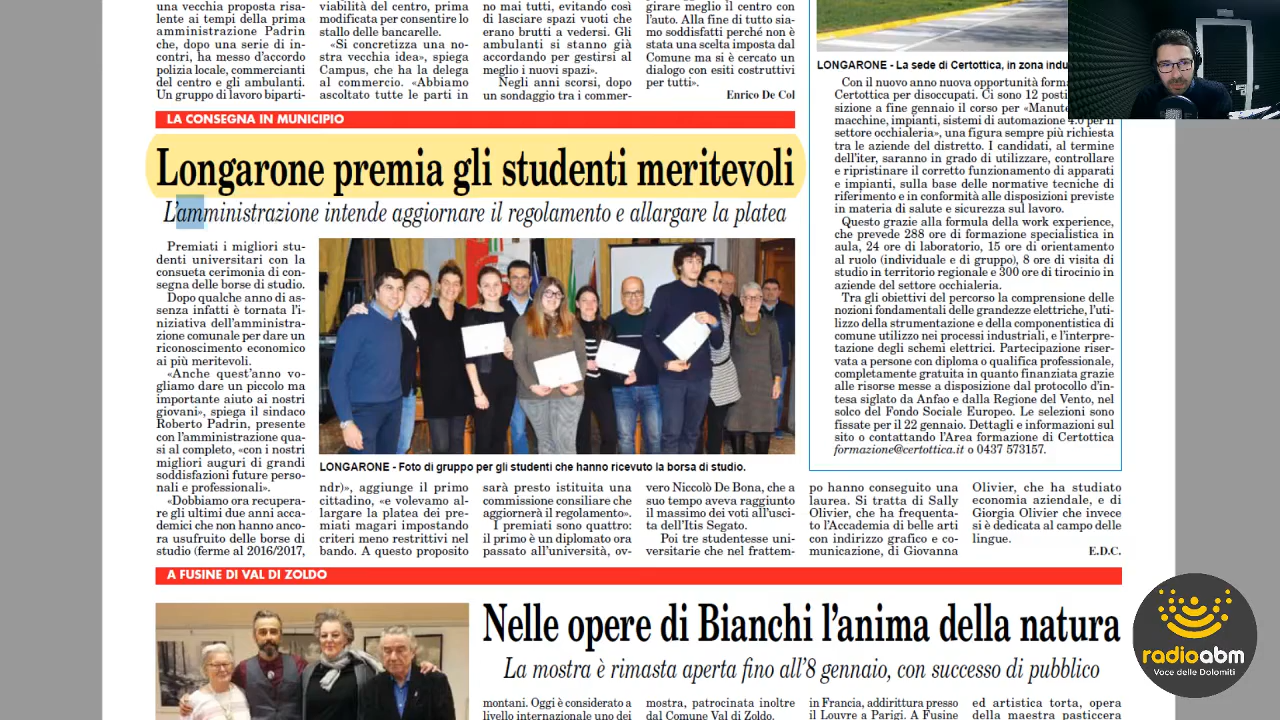 una vecchia proposta risa-
lente ai tempi della prima
amministrazione Padrin
che, dopo una serie di in-
contri, ha messo d'accordo
polizia locale, commercianti
del centro e gli ambulanti.
Un gruppo di lavoro biparti-
viabilità del centro, prima
modificata per consentire lo
stallo delle bancarelle.
«Si concretizza una no-
stra vecchia idea», spiega
Campus, che ha la delega
al commercio. «Abbiamo
ascoltato tutte le parti in
no mai tutti, evitando così
di lasciare spazi vuoti che
erano brutti a vedersi. Gli
ambulanti si stanno già
accordando per gestirsi al
meglio i nuovi spazi».
Negli anni scorsi, dopo
un sondaggio tra i commer-
girare meglio il centro con
l'auto. Alla fine di tutto sia-
mo soddisfatti perché non è
stata una scelta imposta dal
Comune ma si è cercato un
dialogo con esiti costruttivi
per tutti».
Enrico De Col
LONGARONE - La sede di Certottica, in zona indu
Con il nuovo anno nuova opportunità form
Certottica per disoccupati. Ci sono 12 posti
sizione a fine gennaio il corso per «Manute
macchine, impianti, sistemi di automazione 4.0 per il
settore occhialeria», una figura sempre più richiesta
tra le aziende del distretto. I candidati, al termine
dell'iter, saranno in grado di utilizzare, controllare
e ripristinare il corretto funzionamento di apparati
e impianti, sulla base delle normative tecniche di
riferimento e in conformità alle disposizioni previste
in materia di salute e sicurezza sul lavoro.
Questo grazie alla formula della work experience,
che prevede 288 ore di formazione specialistica in
aula, 24 ore di laboratorio, 15 ore di orientamento
al ruolo (individuale e di gruppo), 8 ore di visita di
studio in territorio regionale e 300 ore di tirocinio in
aziende del settore occhialeria.
Tra gli obiettivi del percorso la comprensione delle
nozioni fondamentali delle grandezze elettriche, l'uti-
lizzo della strumentazione e della componentistica di
comune utilizzo nei processi industriali, e l'interpre-
tazione degli schemi elettrici. Partecipazione riser-
vata a persone con diploma o qualifica professionale,
completamente gratuita in quanto finanziata grazie
alle risorse messe a disposizione dal protocollo d'in-
tesa siglato da Anfao e dalla Regione del Vento, nel
solco del Fondo Sociale Europeo. Le selezioni sono
fissate per il 22 gennaio. Dettagli e informazioni sul
sito o contattando l'Area formazione di Certottica
formazione@certottica.it o 0437 573157.
LA CONSEGNA IN MUNICIPIO
Longarone premia gli studenti meritevoli
L'amministrazione intende aggiornare il regolamento e allargare la platea
Premiati i migliori stu-
denti universitari con la
consueta cerimonia di con-
segna delle borse di studio.
Dopo qualche anno di as-
senza infatti è tornata l'i-
niziativa dell'amministra-
zione comunale per dare un
riconoscimento economico
ai più meritevoli.
«Anche quest'anno vo-
gliamo dare un piccolo ma
importante aiuto ai nostri
giovani», spiega il sindaco
Roberto Padrin, presente
con l'amministrazione qua-
si al completo, «con i nostri
migliori auguri di grandi
soddisfazioni future perso-
nali e professionali».
«Dobbiamo ora recupera-
re gli ultimi due anni acca-
demici che non hanno anco-
ra usufruito delle borse di
studio (ferme al 2016/2017,
LONGARONE - Foto di gruppo per gli studenti che hanno ricevuto la borsa di studio.
ndr)», aggiunge il primo
cittadino, «e volevamo al-
largare la platea dei pre-
miati magari impostando
criteri meno restrittivi nel
bando. A questo proposito
sarà presto istituita una
commissione consiliare che
aggiornerà il regolamento».
I premiati sono quattro:
il primo è un diplomato ora
passato all'università, ov-
vero Niccolò De Bona, che a
suo tempo aveva raggiunto
il massimo dei voti all'usci-
ta dell'Itis Segato.
Poi tre studentesse uni-
versitarie che nel frattem-
po hanno conseguito una
laurea. Si tratta di Sally
Olivier, che ha frequenta-
to l'Accademia di belle arti
con indirizzo grafico e co-
municazione, di Giovanna
Olivier, che ha studiato
economia aziendale, e di
Giorgia Olivier che invece
si è dedicata al campo delle
lingue.
E.D.C.
A FUSINE DI VAL DI ZOLDO
Nelle opere di Bianchi l'anima della natura
La mostra è rimasta aperta fino all'8 gennaio, con successo di pubblico
montani. Oggi è considerato a
livello internazionale uno dei
mostra, patrocinata inoltre
dal Comune Val di Zoldo.
in Francia, addirittura presso
il Louvre a Parigi. A Fusine
ed artistica torta, opera
della maestra pasticcera
radioabm
Voce delle Dolomiti